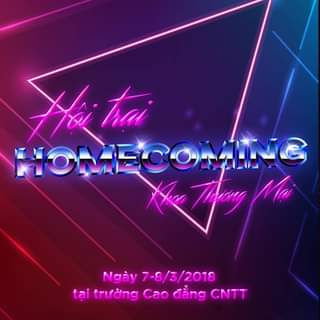 Hội trại
HOMECOMING
Khoa Thương Mại
Ngày 7-8/3/2018
tại trường Cao đẳng CNTT